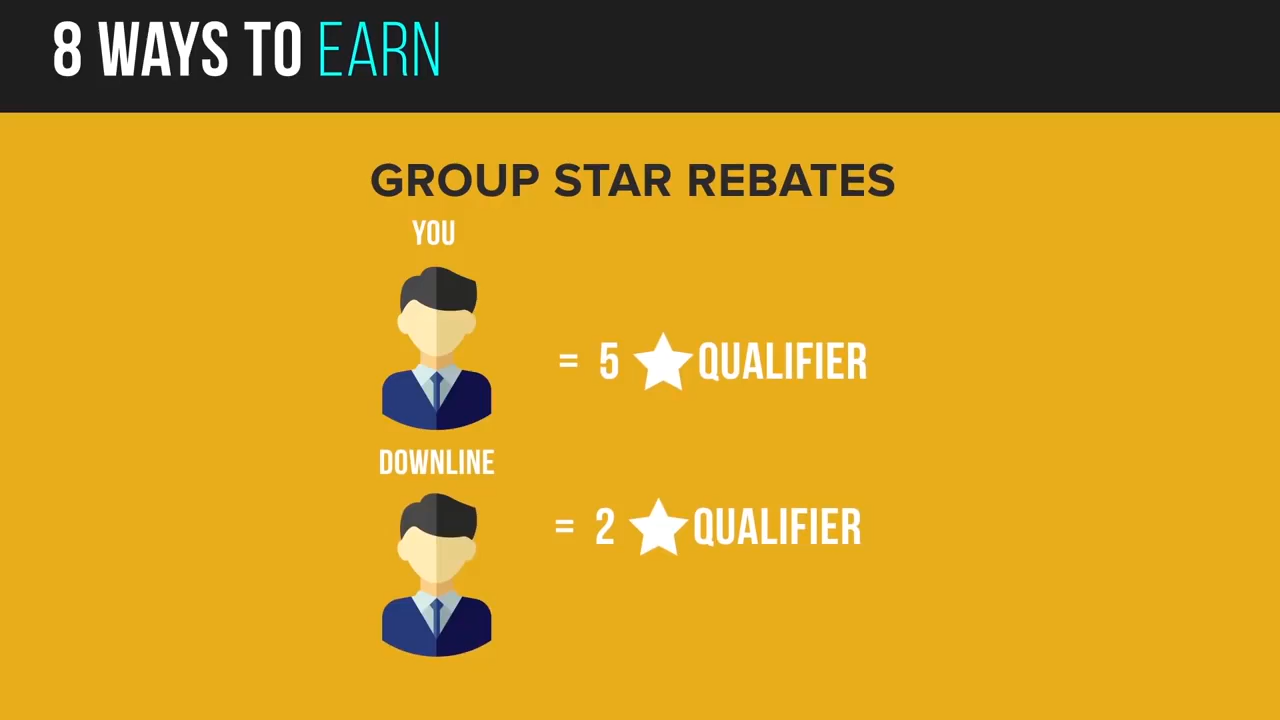 8 WAYS TO EARN
GROUP STAR REBATES
YOU
= 5 ★ QUALIFIER
DOWNLINE
= 2 ★ QUALIFIER